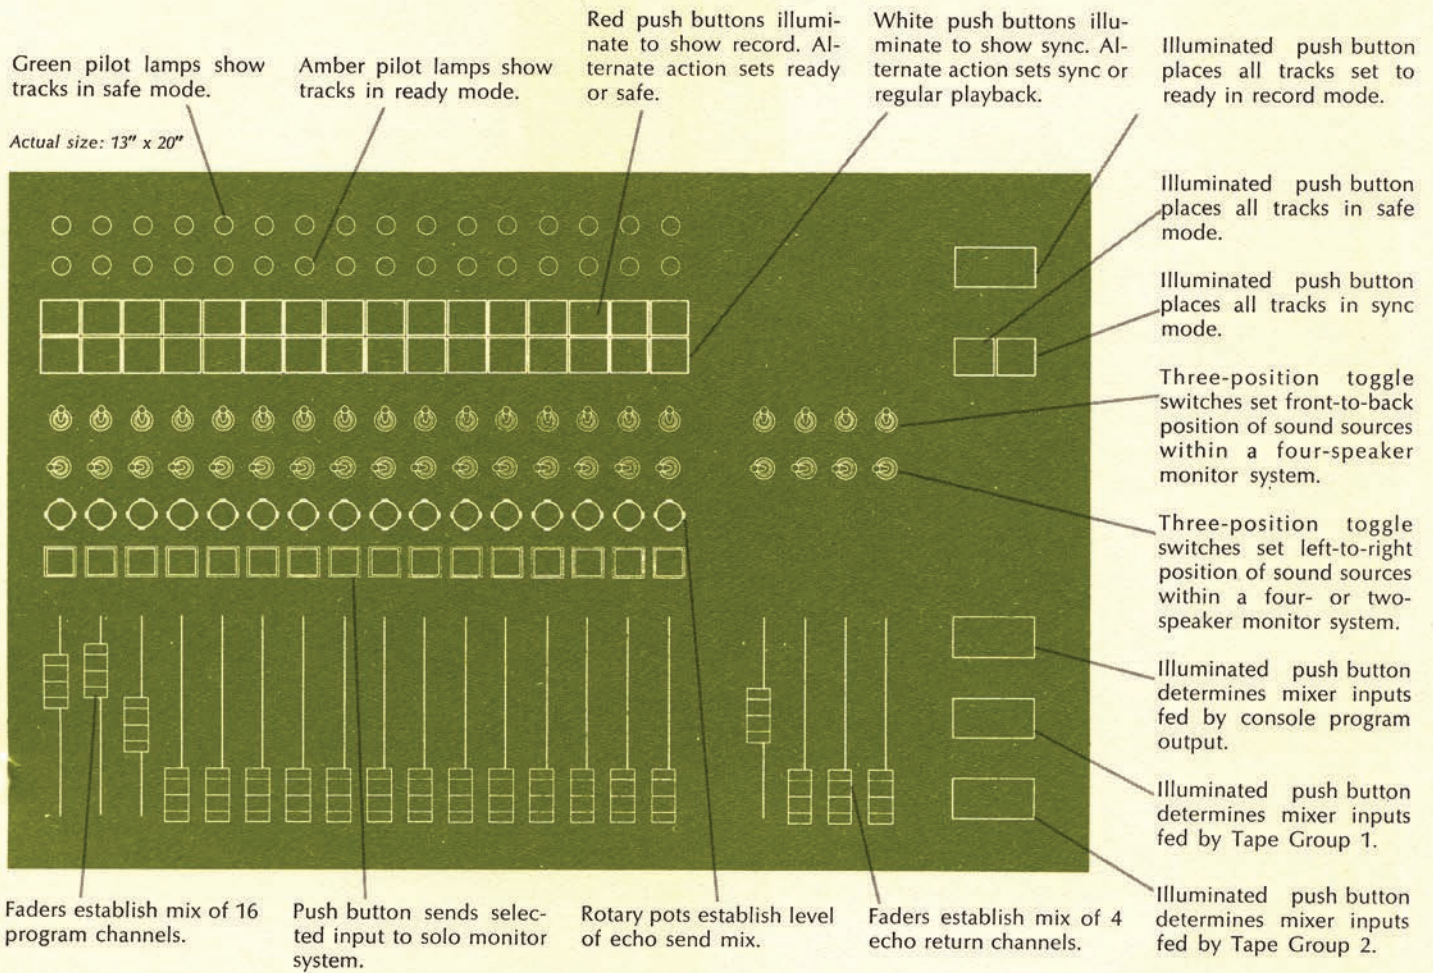 Green pilot lamps show
tracks in safe mode.
Amber pilot lamps show
tracks in ready mode.
Red push buttons illumi-
nate to show record. Al-
ternate action sets ready
or safe.
White push buttons illu-
minate to show sync. Al-
ternate action sets sync or
regular playback.
Illuminated push button
places all tracks set to
ready in record mode.
Actual size: 13" x 20"
Illuminated push button
places all tracks in safe
mode.
Illuminated push button
places all tracks in sync
mode.
Three-position toggle
switches set front-to-back
position of sound sources
within a four-speaker
monitor system.
Three-position toggle
switches set left-to-right
position of sound sources
within a four- or two-
speaker monitor system.
Illuminated push button
determines mixer inputs
fed by console program
output.
Illuminated push button
determines mixer inputs
fed by Tape Group 1.
Illuminated push button
determines mixer inputs
fed by Tape Group 2.
Faders establish mix of 16
program channels.
Push button sends selec-
ted input to solo monitor
system.
Rotary pots establish level
of echo send mix.
Faders establish mix of 4
echo return channels.